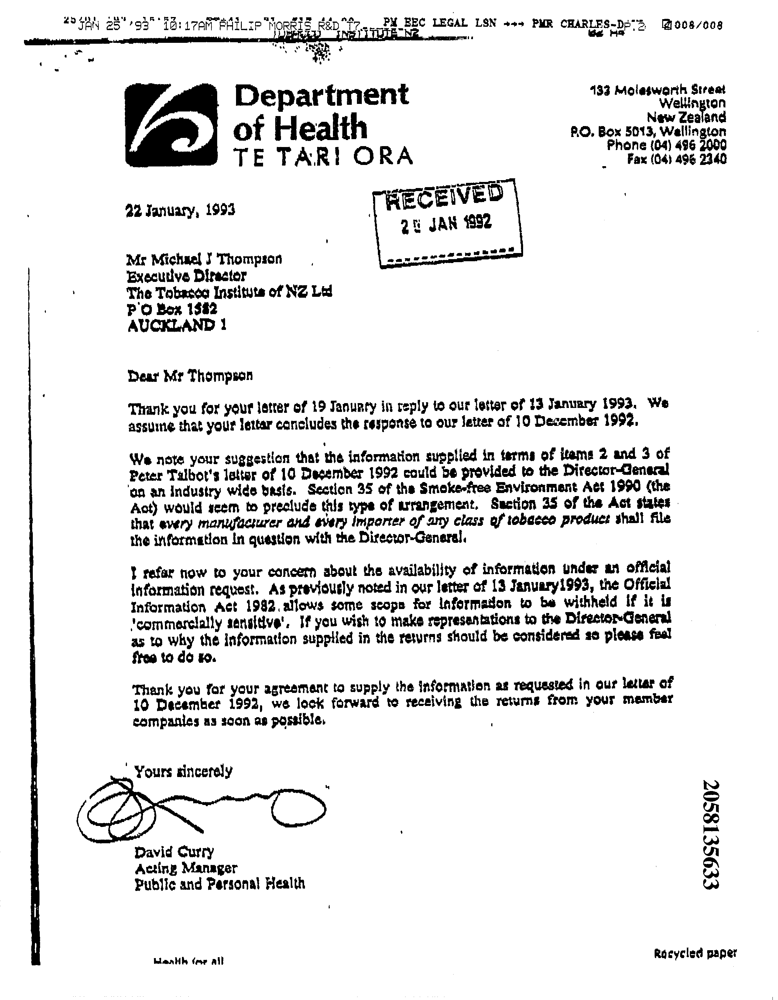 JAN 25 '93 10:17AM PHILIP MORRIS R&D PM EEC LEGAL LSN +++ PMR CHARLES-D 006/008
INSTITUTE NZ
Department
of Health
TE TARI ORA
133 Molesworth Street
Wellington
New Zealand
P.O. Box 5013, Wellington
Phone (04) 496 2000
Fax (04) 496 2340
RECEIVED
JAN 1992
22 January, 1993
Mr Michael J Thompson
Executive Director
The Tobacco Institute of NZ Ltd
P O Box 1582
AUCKLAND 1
Dear Mr Thompson
Thank you for your letter of 19 January in reply to our letter of 13 January 1993. We
assume that your letter concludes the response to our letter of 10 December 1992.
We note your suggestion that the information supplied in terms of items 2 and 3 of
Peter Talbot's letter of 10 December 1992 could be provided to the Director-General
on an industry wide basis. Section 35 of the Smoke-free Environment Act 1990 (the
Act) would seem to preclude this type of arrangement. Section 35 of the Act states
that every manufacturer and every importer of any class of tobacco product shall file
the information in question with the Director-General.
I refer now to your concern about the availability of information under an official
information request. As previously noted in our letter of 13 January1993, the Official
Information Act 1982 allows some scope for information to be withheld if it is
'commercially sensitive'. If you wish to make representations to the Director-General
as to why the information supplied in the returns should be considered so please feel
free to do so.
Thank you for your agreement to supply the information as requested in our letter of
10 December 1992, we look forward to receiving the returns from your member
companies as soon as possible.
Yours sincerely
David Curry
Acting Manager
Public and Personal Health
2058135633
Health for all
Recycled paper